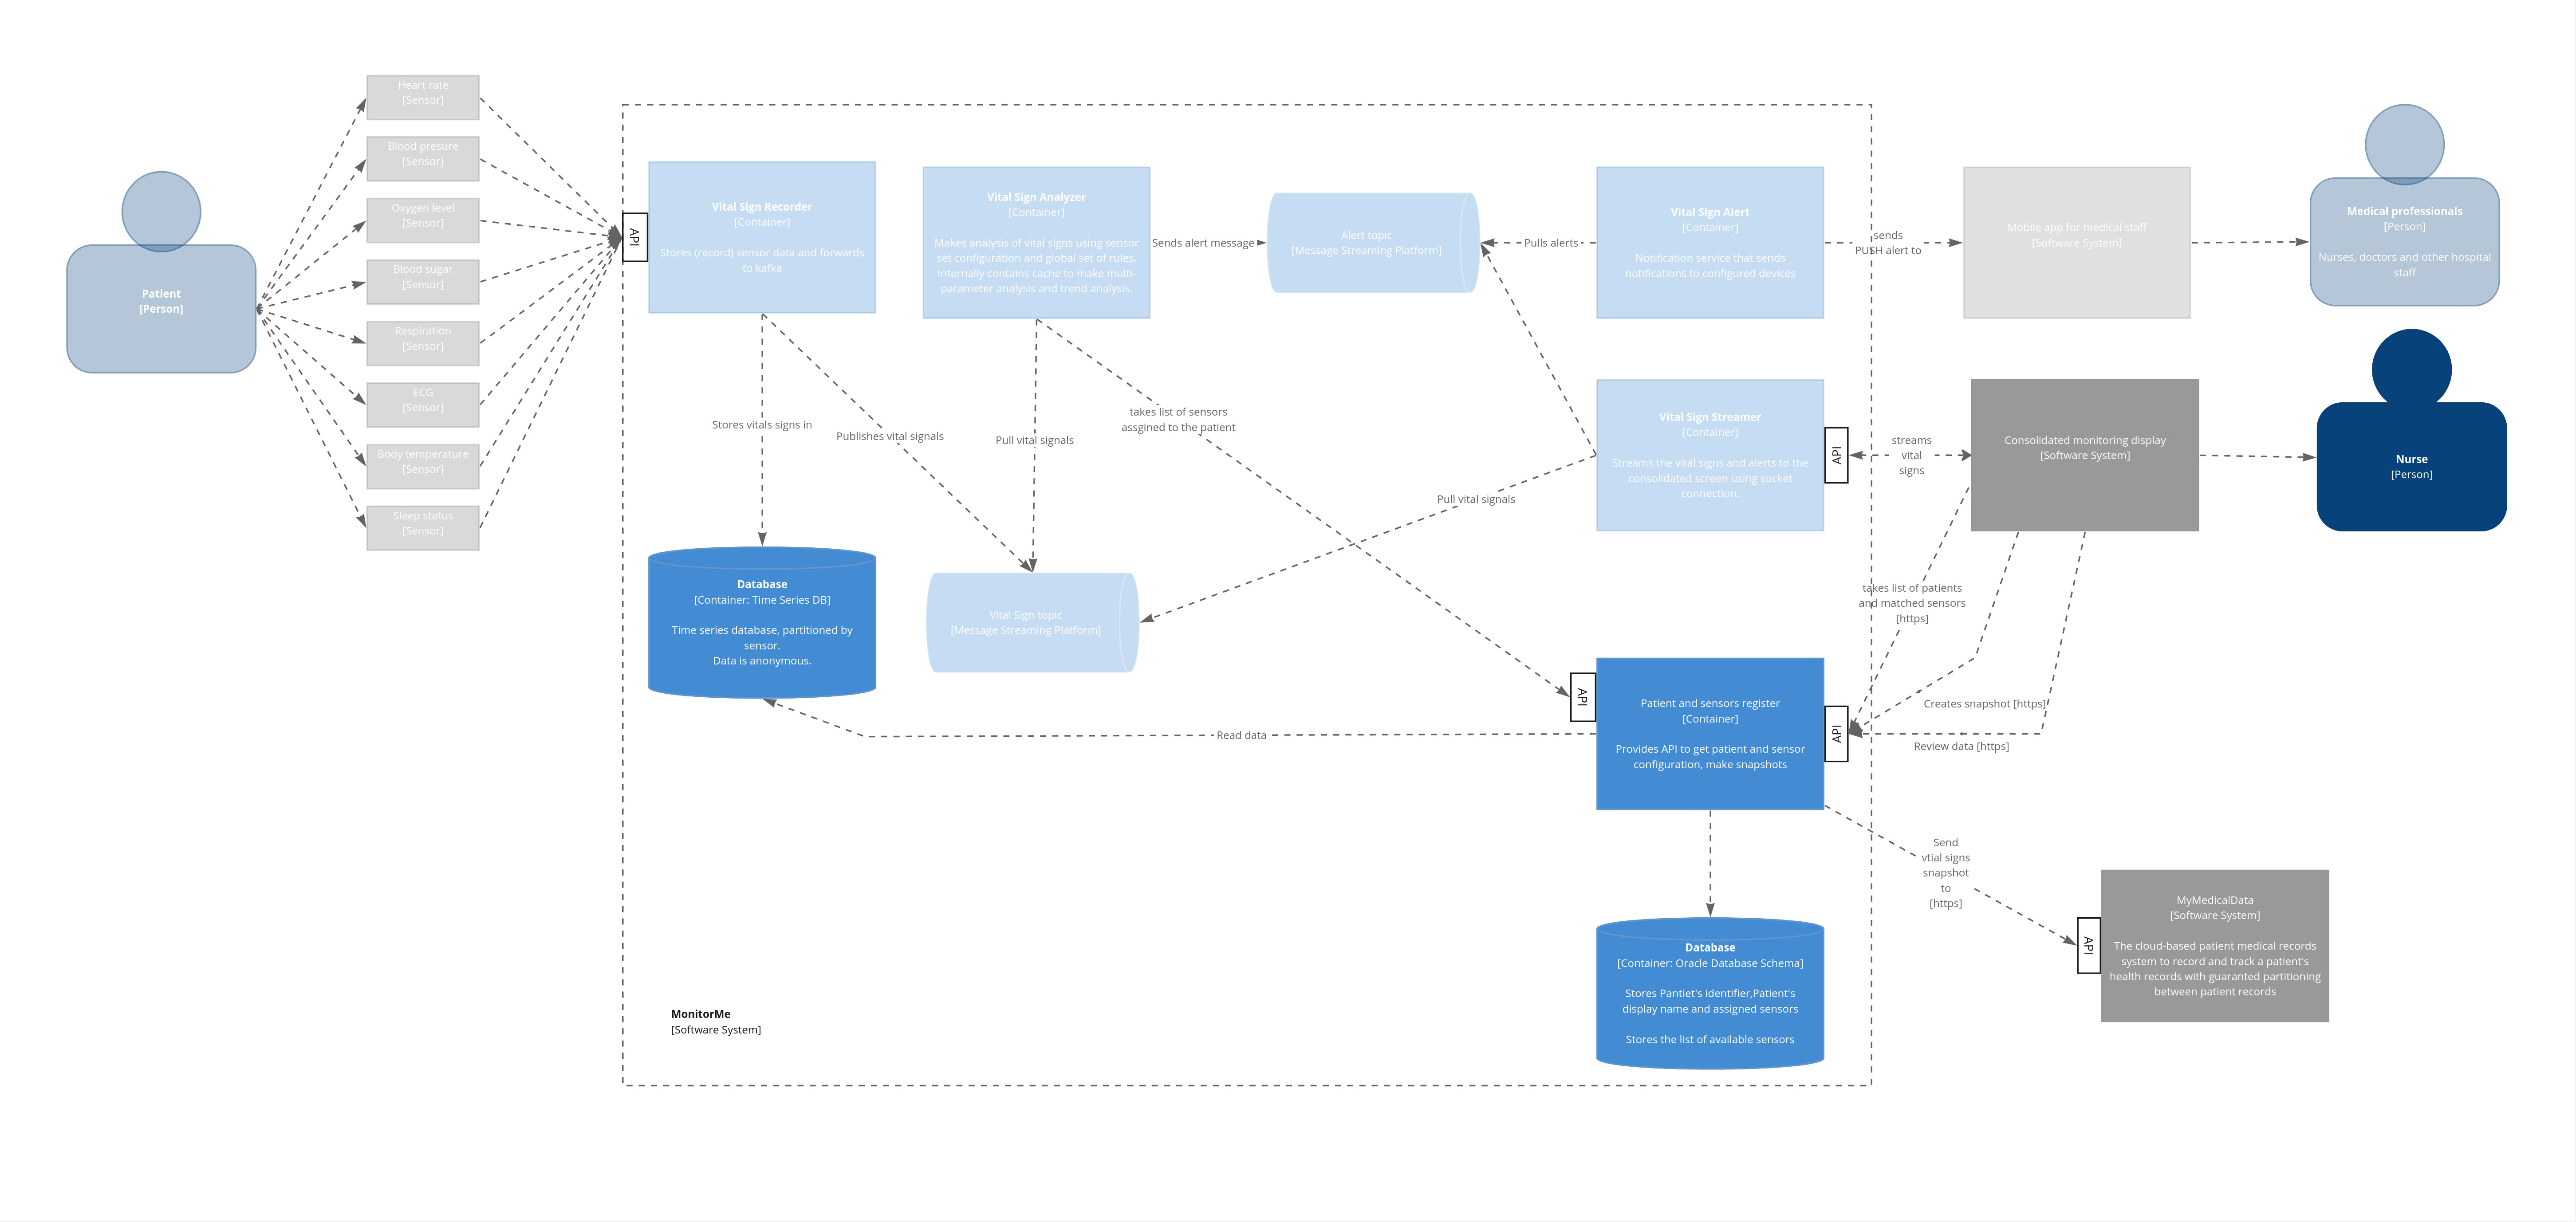 Patient
[Person]
Heart rate
[Sensor]
Blood presure
[Sensor]
Oxygen level
[Sensor]
Blood sugar
[Sensor]
Respiration
[Sensor]
ECG
[Sensor]
Body temperature
[Sensor]
Sleep status
[Sensor]
API
Vital Sign Recorder
[Container]
Stores (record) sensor data and forwards
to kafka
Vital Sign Analyzer
[Container]
Makes analysis of vital signs using sensor
set configuration and global set of rules.
Internally contains cache to make multi-
parameter analysis and trend analysis.
Sends alert message
Alert topic
[Message Streaming Platform]
Pulls alerts
Vital Sign Alert
[Container]
Notification service that sends
notifications to configured devices
sends
PUSH alert to
Mobile app for medical staff
[Software System]
Medical professionals
[Person]
Nurses, doctors and other hospital
staff
Stores vitals signs in
Publishes vital signals
Pull vital signals
takes list of sensors
assgined to the patient
Pull vital signals
Vital Sign Streamer
[Container]
Streams the vital signs and alerts to the
consolidated screen using socket
connection.
API
streams
vital
signs
Consolidated monitoring display
[Software System]
Nurse
[Person]
Database
[Container: Time Series DB]
Time series database, partitioned by
sensor.
Data is anonymous.
Vital Sign topic
[Message Streaming Platform]
takes list of patients
and matched sensors
[https]
Creates snapshot [https]
Review data [https]
Read data
API
Patient and sensors register
[Container]
Provides API to get patient and sensor
configuration, make snapshots
API
Send
vtial signs
snapshot
to
[https]
API
MyMedicalData
[Software System]
The cloud-based patient medical records
system to record and track a patient's
health records with guaranted partitioning
between patient records
Database
[Container: Oracle Database Schema]
Stores Pantiet's identifier,Patient's
display name and assigned sensors
Stores the list of available sensors
MonitorMe
[Software System]